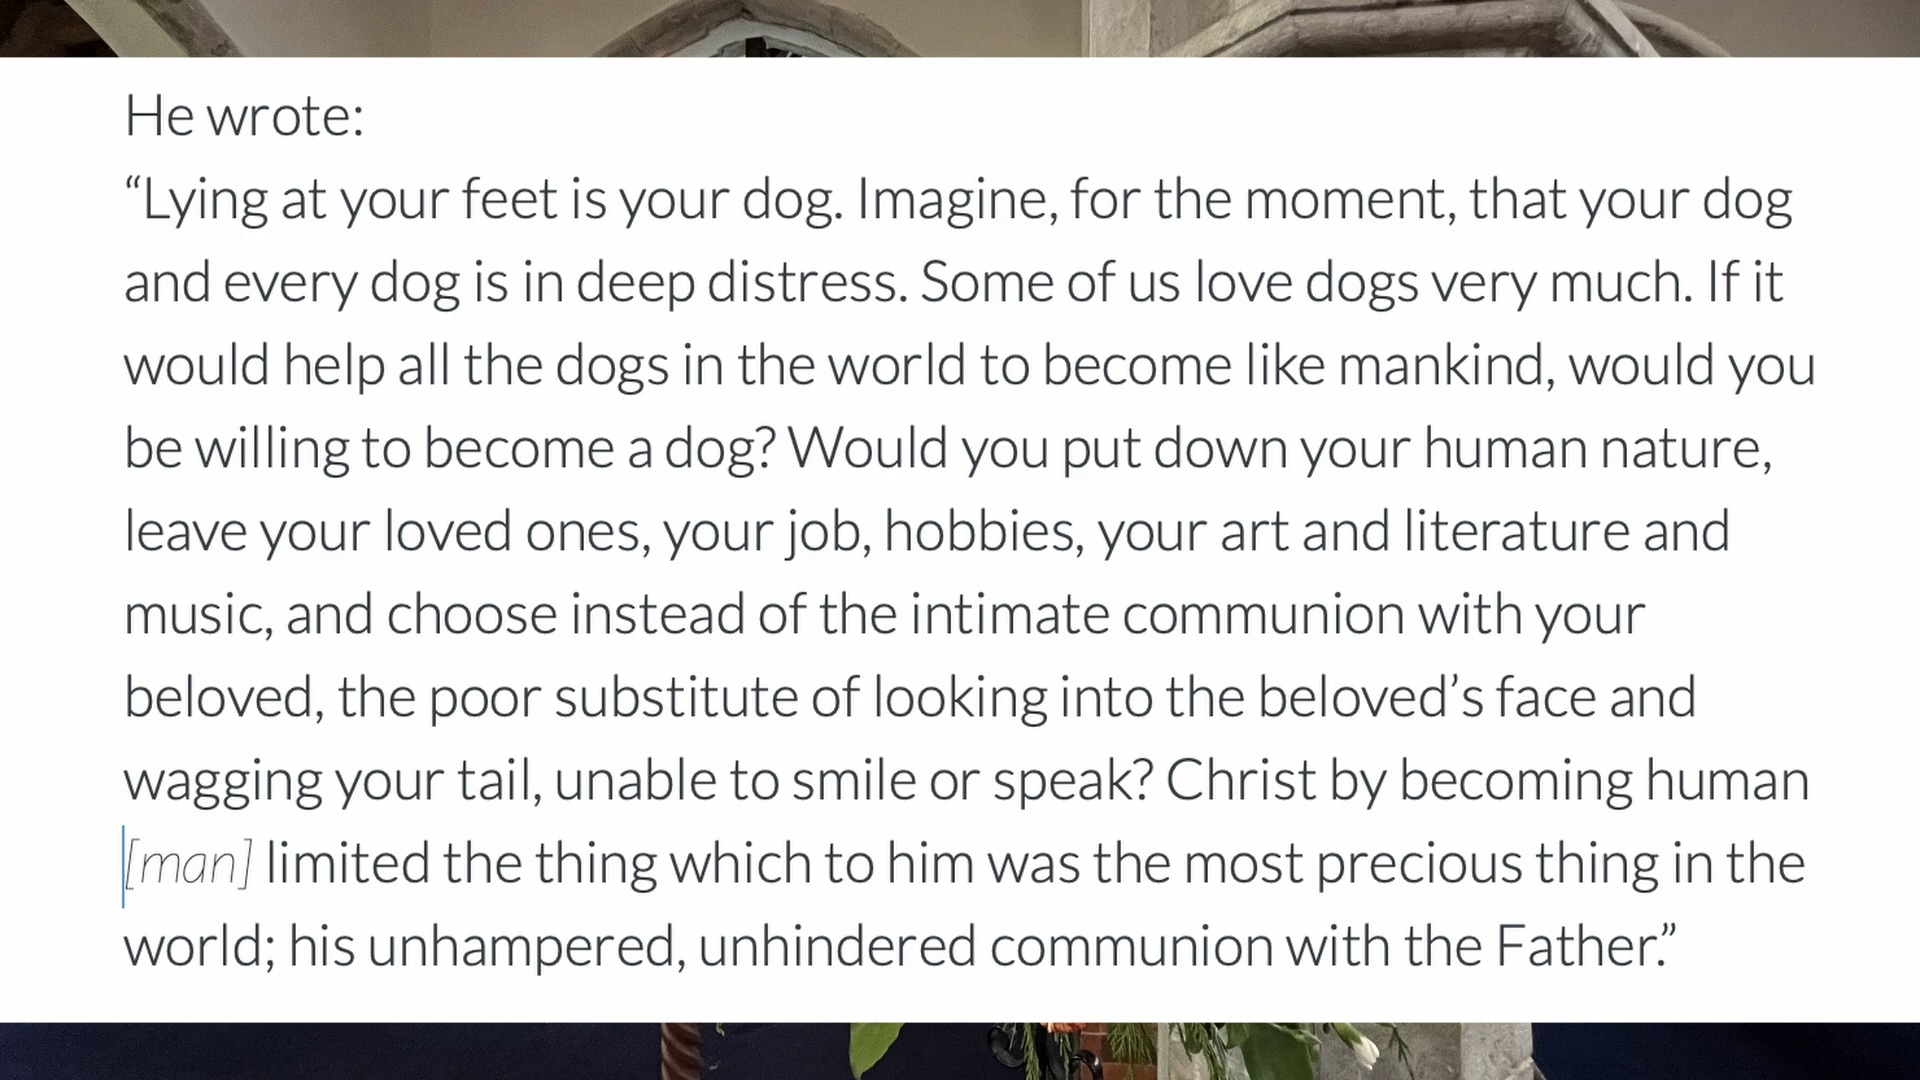 He wrote:
“Lying at your feet is your dog. Imagine, for the moment, that your dog
and every dog is in deep distress. Some of us love dogs very much. If it
would help all the dogs in the world to become like mankind, would you
be willing to become a dog? Would you put down your human nature,
leave your loved ones, your job, hobbies, your art and literature and
music, and choose instead of the intimate communion with your
beloved, the poor substitute of looking into the beloved’s face and
wagging your tail, unable to smile or speak? Christ by becoming human
[man] limited the thing which to him was the most precious thing in the
world; his unhampered, unhindered communion with the Father.”